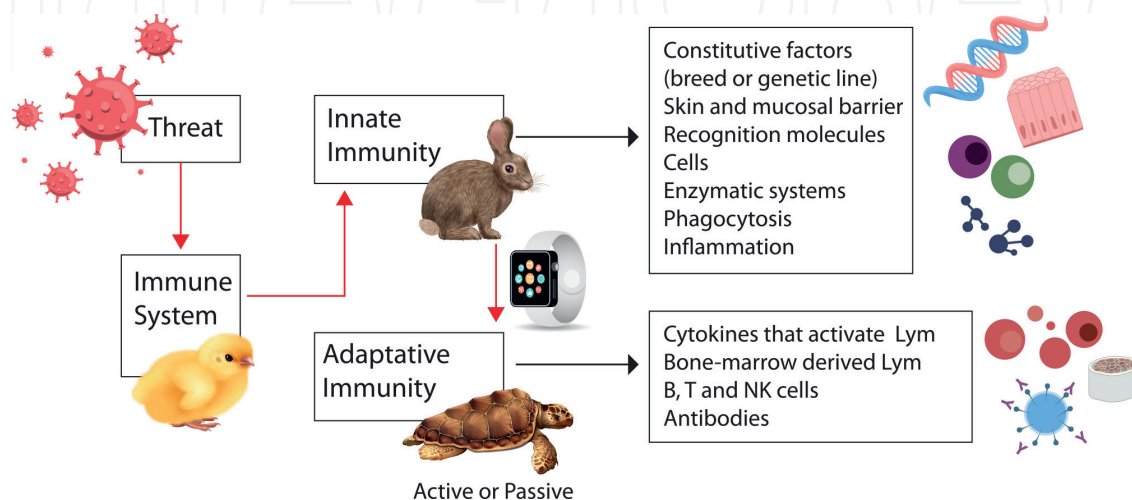 Threat
Immune
System
Innate
Immunity
Constitutive factors
(breed or genetic line)
Skin and mucosal barrier
Recognition molecules
Cells
Enzymatic systems
Phagocytosis
Inflammation
Adaptative
Immunity
Active or Passive
Cytokines that activate Lym
Bone-marrow derived Lym
B, T and NK cells
Antibodies